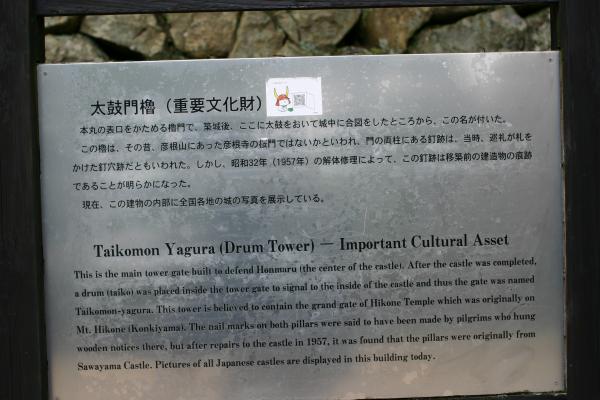 太鼓門櫓（重要文化財）
本丸の表口をかためる櫓門で、築城後、ここに太鼓をおいて城中に合図をしたところから、この名が付いた。
この櫓は、その昔、彦根山にあった彦根寺の桜門ではないかといわれ、門の両柱にある釘跡は、当時、巡礼が札を
かけた釘穴跡だともいわれた。しかし、昭和32年（1957年）の解体修理によって、この釘跡は移築前の建造物の痕跡
であることが明らかになった。
現在、この建物の内部に全国各地の城の写真を展示している。
Taikomon Yagura (Drum Tower) — Important Cultural Asset
This is the main tower gate built to defend Honmaru (the center of the castle). After the castle was completed,
a drum (taiko) was placed inside the tower gate to signal to the inside of the castle and thus the gate was named
Taikomon-yagura. This tower is believed to contain the grand gate of Hikone Temple which was originally on
Mt. Hikone (Konkiyama). The nail marks on both pillars were said to have been made by pilgrims who hung
wooden notices there, but after repairs to the castle in 1957, it was found that the pillars were originally from
Sawayama Castle. Pictures of all Japanese castles are displayed in this building today.